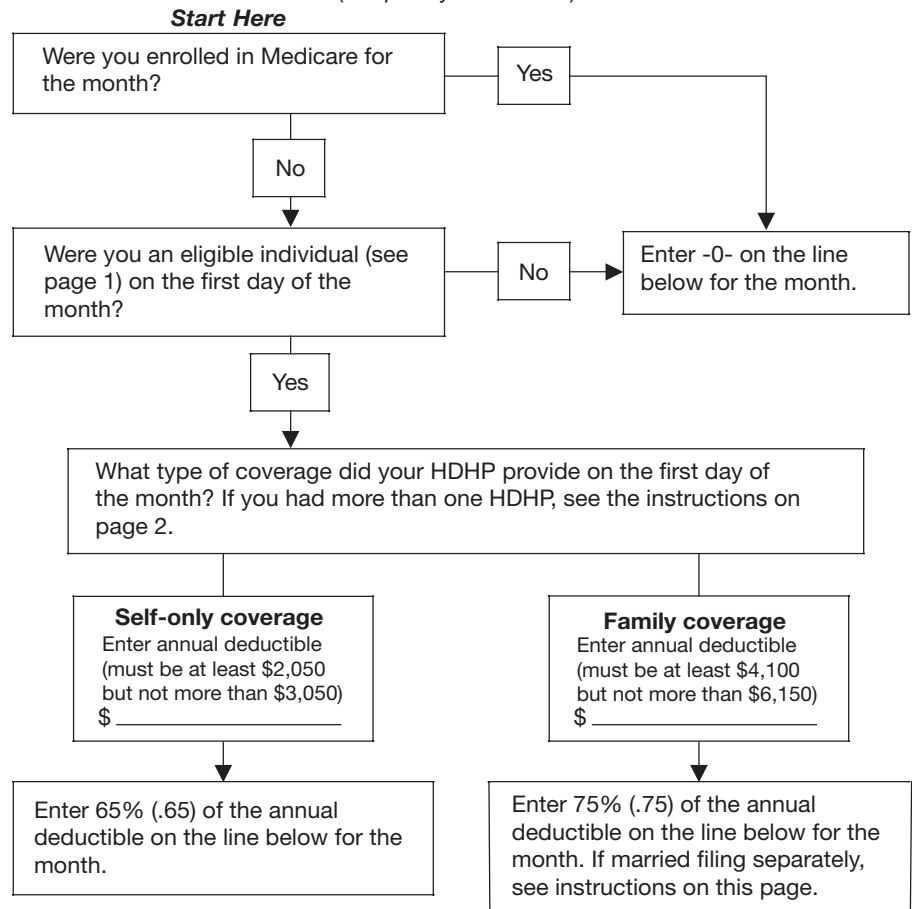 Start Here
Were you enrolled in Medicare for
the month?
Yes
No
Were you an eligible individual (see
page 1) on the first day of the
month?
No
Enter -0- on the line
below for the month.
Yes
What type of coverage did your HDHP provide on the first day of
the month? If you had more than one HDHP, see the instructions on
page 2.
Self-only coverage
Enter annual deductible
(must be at least $2,050
but not more than $3,050)
$
Family coverage
Enter annual deductible
(must be at least $4,100
but not more than $6,150)
$
Enter 65% (.65) of the annual
deductible on the line below for the
month.
Enter 75% (.75) of the annual
deductible on the line below for the
month. If married filing separately,
see instructions on this page.